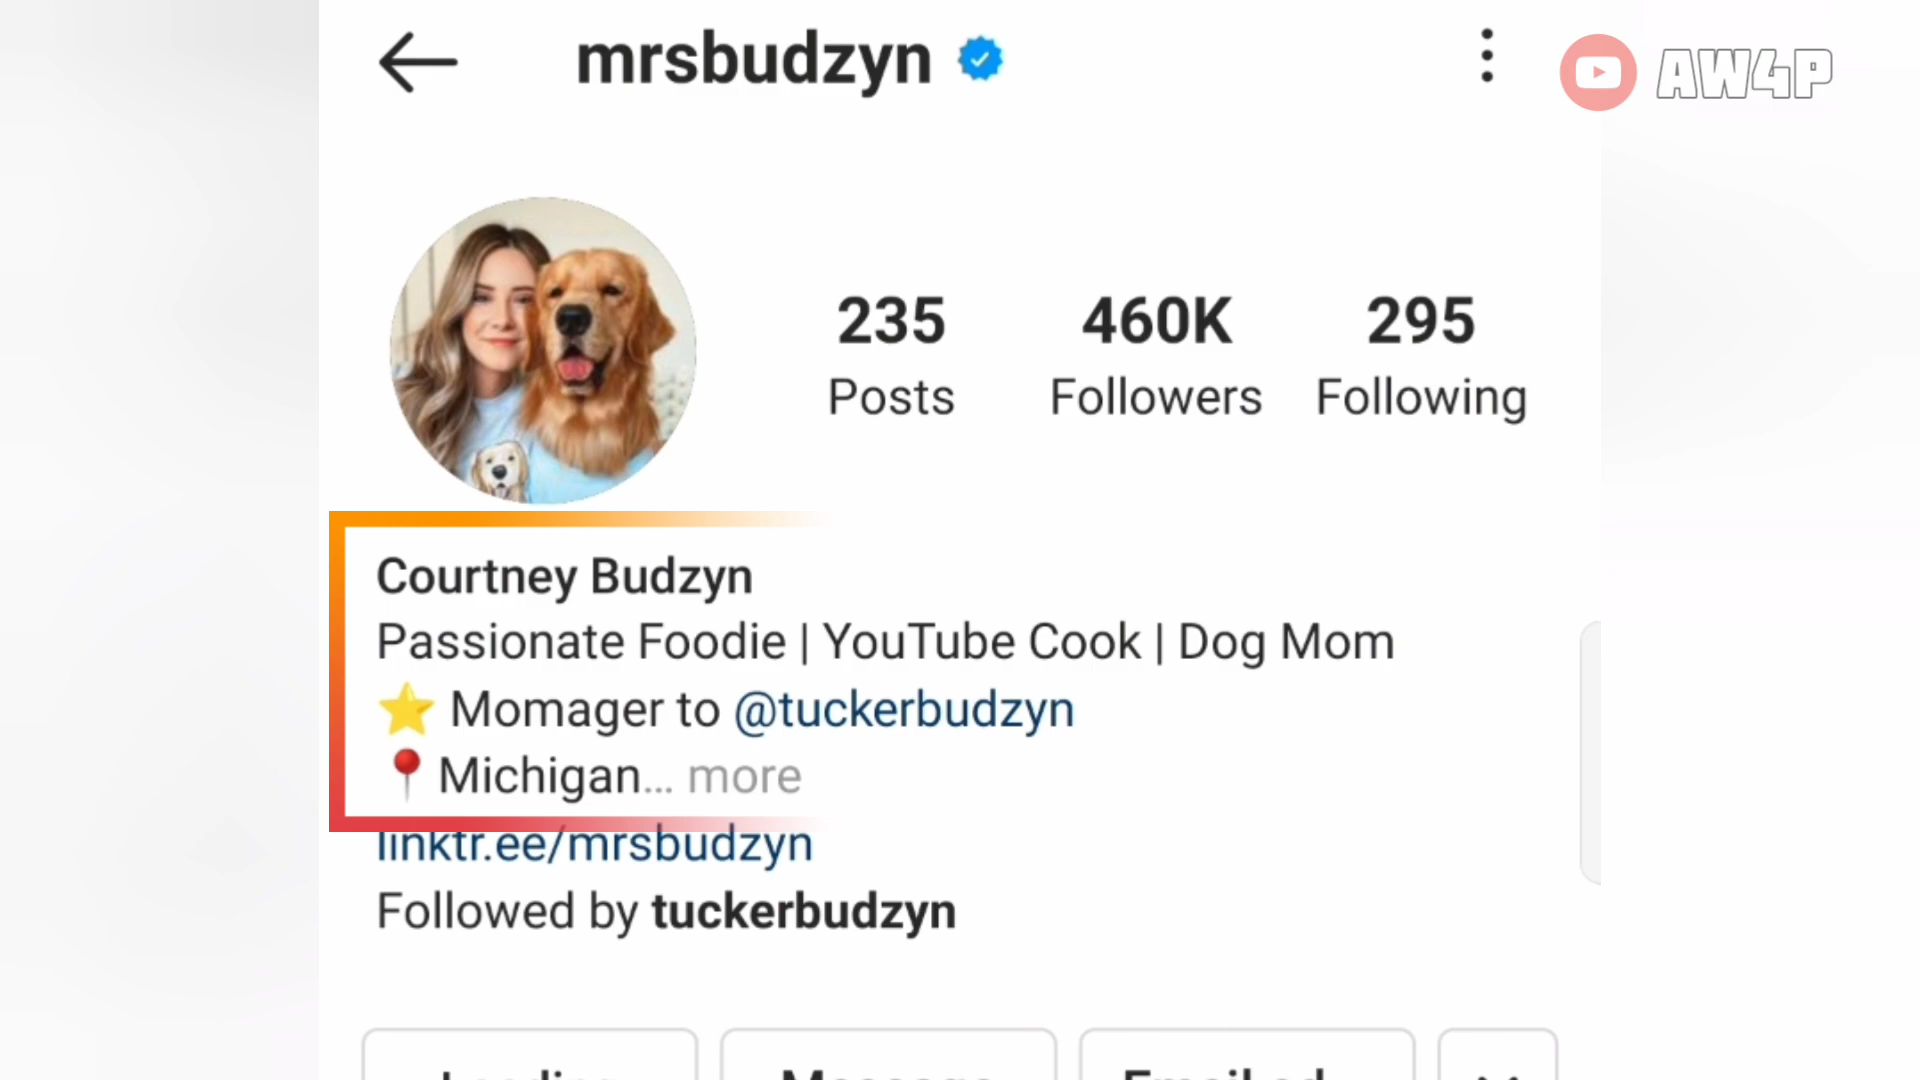 mrsbudzyn
AW4P
235
460K
295
Posts
Followers
Following
Courtney Budzyn
Passionate Foodie | YouTube Cook | Dog Mom
⭐ Momager to @tuckerbudzyn
📍Michigan... more
linktr.ee/mrsbudzyn
Followed by tuckerbudzyn
Message